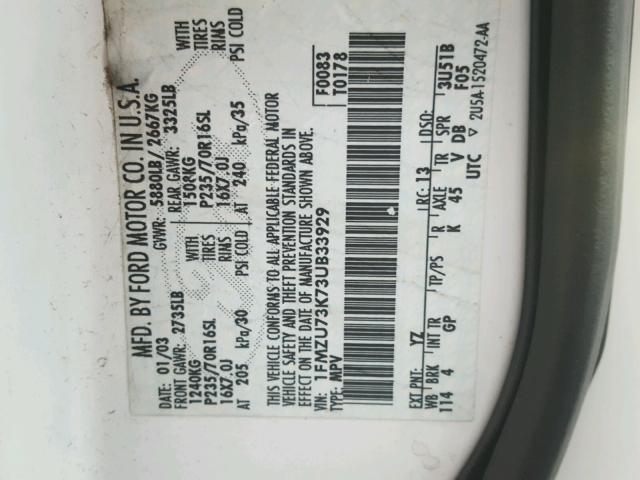 MFD. BY FORD MOTOR CO. IN U.S.A.
DATE: 01/03 GVWR: 5880LB/2667KG
FRONT GAWR: 2735LB REAR GAWR: 3325LB
1240KG WITH 1506KG WITH
P235/70R16SL TIRES P235/70R16SL TIRES
16X7.0J RIMS 16X7.0J RIMS
AT 205 kPa/30 PSI COLD AT 240 kPa/35 PSI COLD
THIS VEHICLE CONFORMS TO ALL APPLICABLE FEDERAL MOTOR
VEHICLE SAFETY AND THEFT PREVENTION STANDARDS IN
EFFECT ON THE DATE OF MANUFACTURE SHOWN ABOVE.
VIN: 1FMZU73K73UB33929 F0083
TYPE: MPV T0178
EXT PNT: YZ RC: 13 DSO:
WB BRK INT TR TP/PS R AXLE TR SPR 3U51B
114 4 GP K 45 V DB F05
UTC ▽ 2U5A-1520472-AA